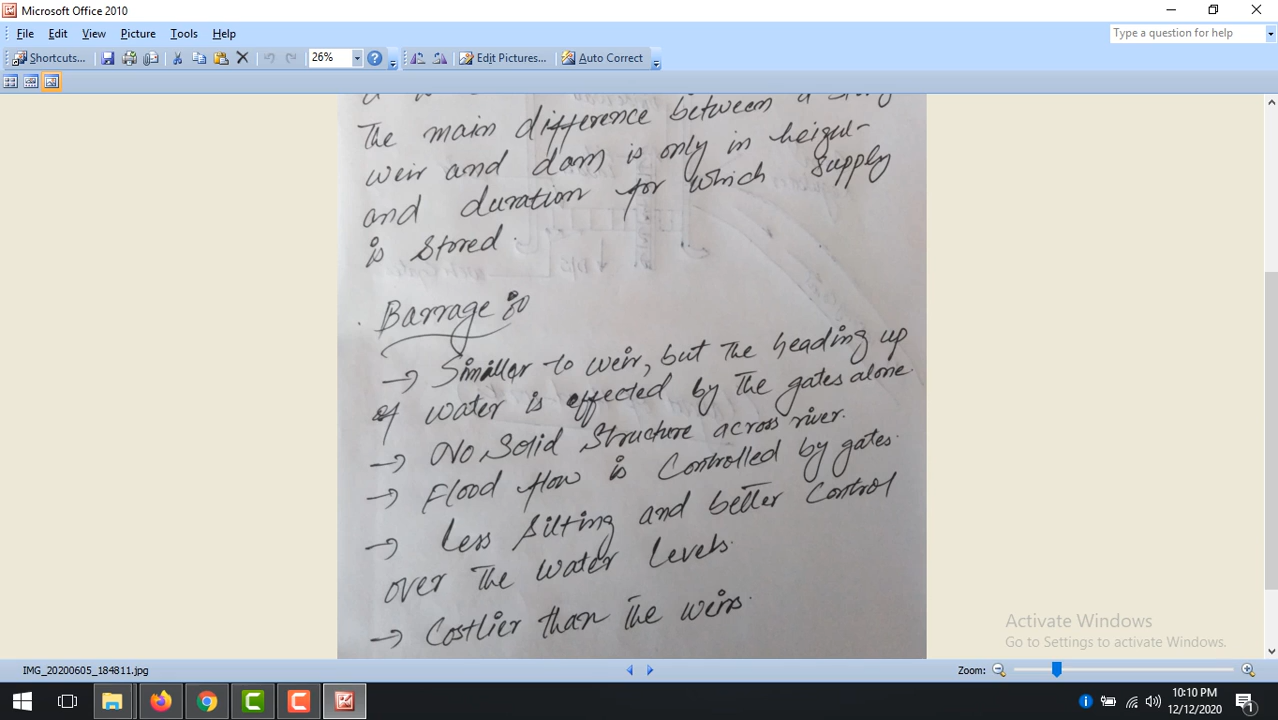 Microsoft Office 2010
File Edit View Picture Tools Help
Type a question for help
Shortcuts... 26% Edit Pictures... Auto Correct
The main difference between a
weir and dam is only in height
and duration for which supply
is stored.
Barrage :-
→ Similar to weir, but the heading up
of water is effected by the gates alone.
→ No solid structure across river.
→ Flood flow is controlled by gates.
→ Less silting and better control
over the water levels.
→ Costlier than the weirs.
Activate Windows
Go to Settings to activate Windows.
IMG_20200605_184811.jpg
Zoom:
10:10 PM
12/12/2020
1